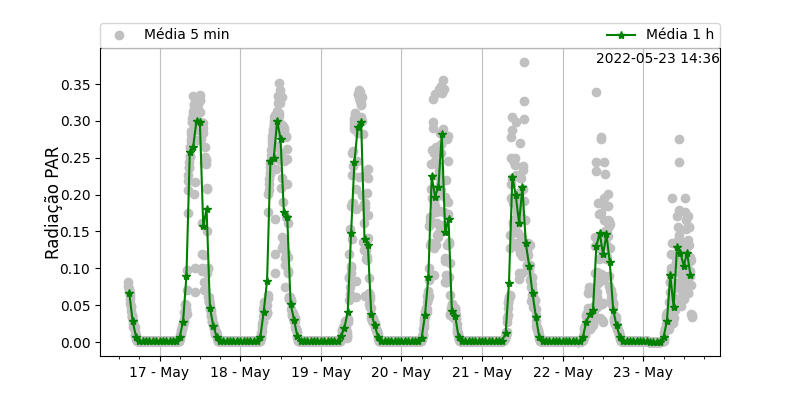 Média 5 min
Média 1 h
2022-05-23 14:36
Radiação PAR
0.35
0.30
0.25
0.20
0.15
0.10
0.05
0.00
17 - May
18 - May
19 - May
20 - May
21 - May
22 - May
23 - May